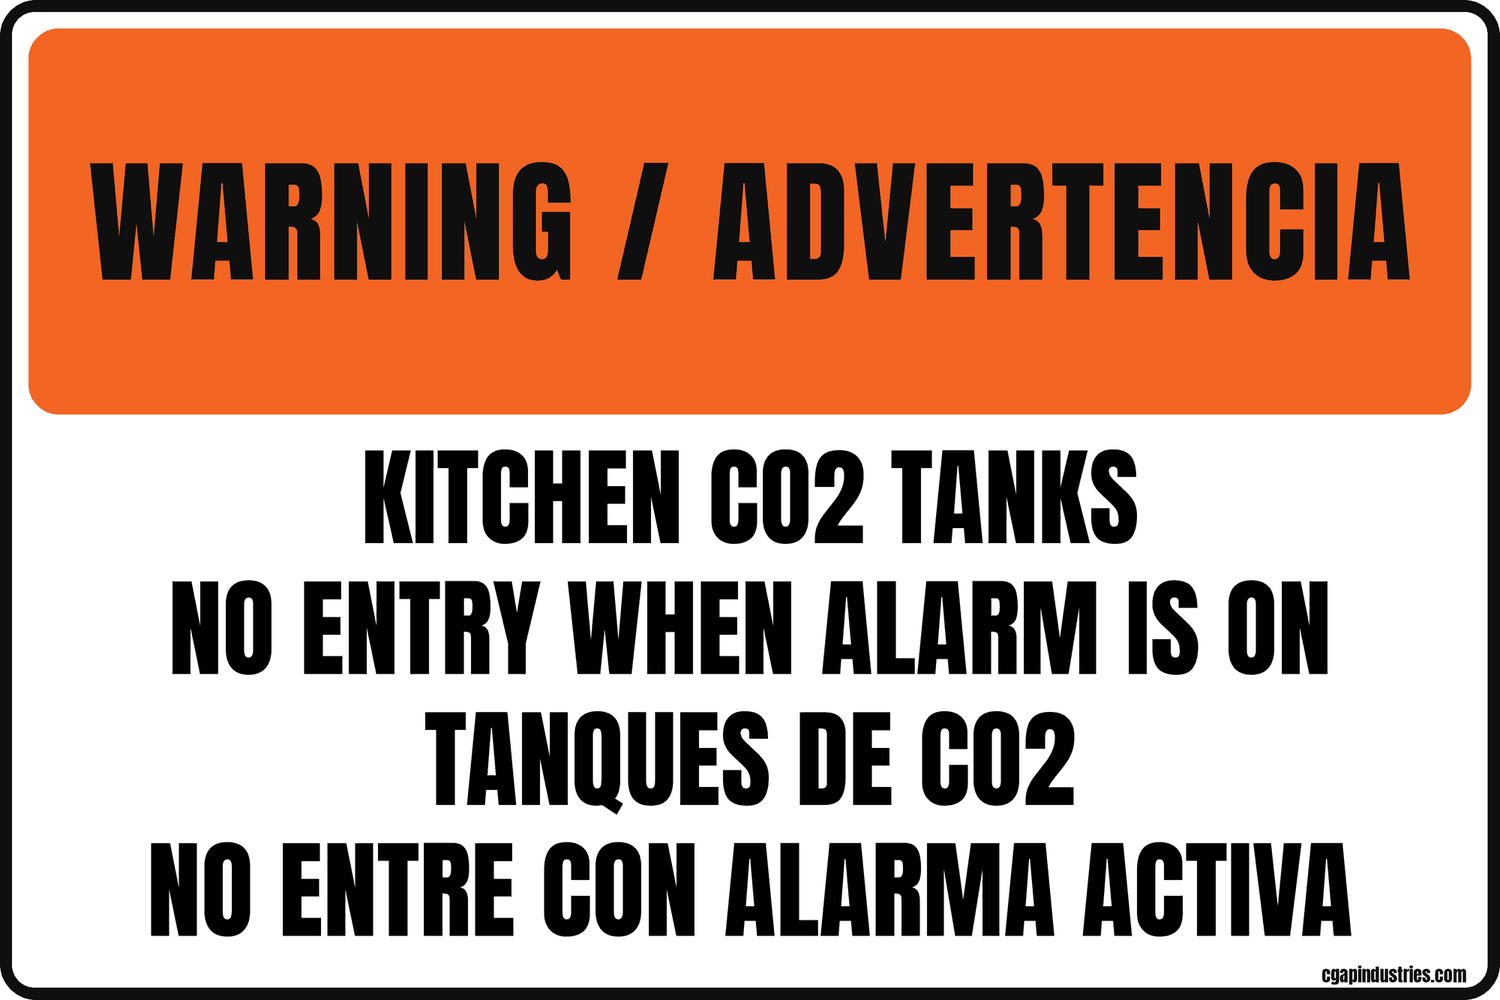 WARNING / ADVERTENCIA
KITCHEN CO2 TANKS
NO ENTRY WHEN ALARM IS ON
TANQUES DE CO2
NO ENTRE CON ALARMA ACTIVA
cgapindustries.com